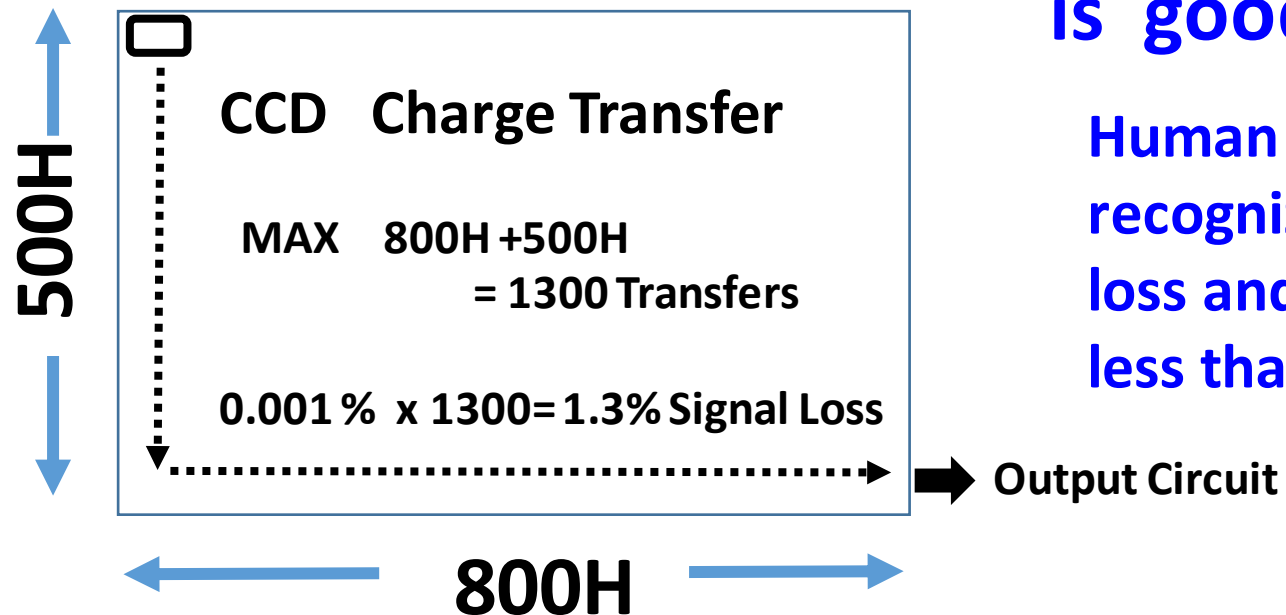 is good
CCD Charge Transfer
MAX 800H +500H
= 1300 Transfers
0.001 % x 1300= 1.3% Signal Loss
500H
800H
Human
loss and
less tha
Output Circuit